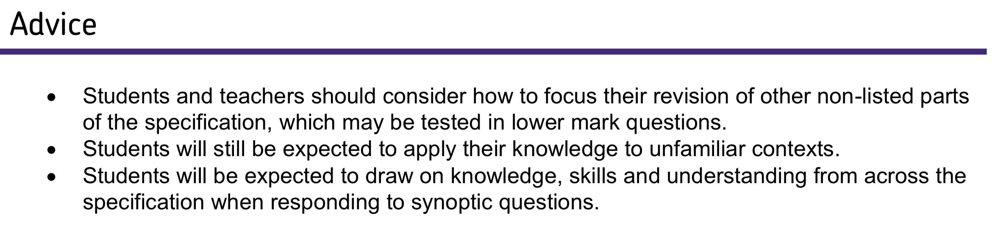 Advice
• Students and teachers should consider how to focus their revision of other non-listed parts
of the specification, which may be tested in lower mark questions.
• Students will still be expected to apply their knowledge to unfamiliar contexts.
• Students will be expected to draw on knowledge, skills and understanding from across the
specification when responding to synoptic questions.